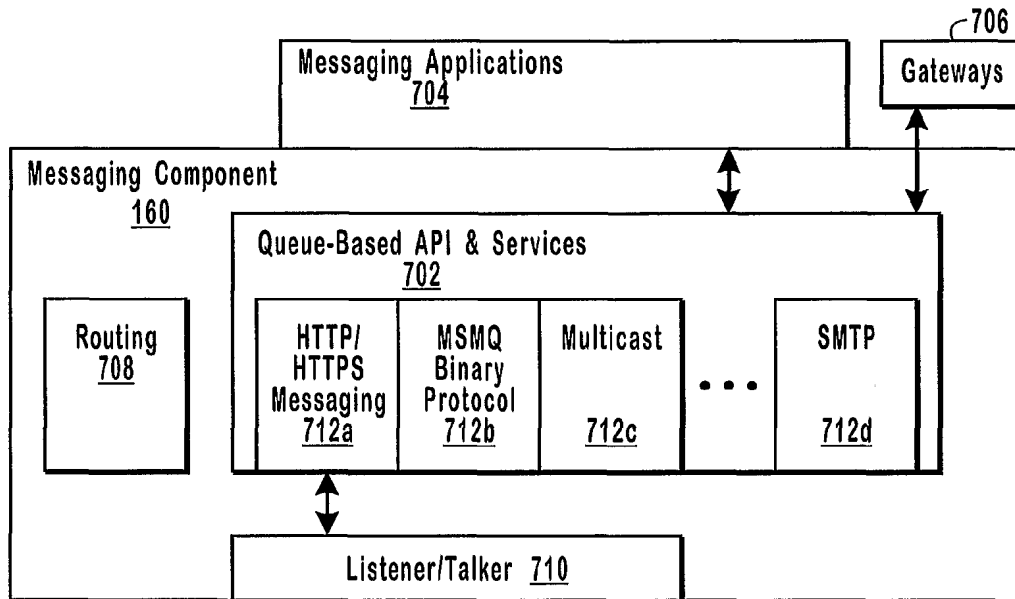 706
Messaging Applications
704
Gateways
Messaging Component
160
Queue-Based API & Services
702
Routing
708
HTTP/
HTTPS
Messaging
712a
MSMQ
Binary
Protocol
712b
Multicast
712c
SMTP
712d
Listener/Talker 710